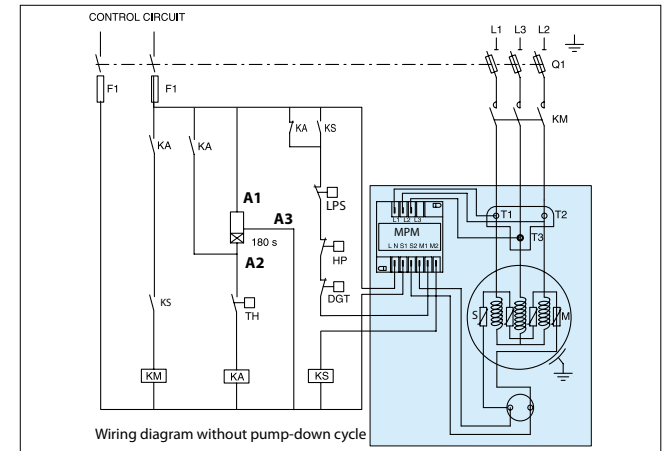 CONTROL CIRCUIT
L1 L3 L2
F1 F1 Q1
KA KA KA KS KM
A1
A3
LPS
L1 L2 L3
T1 T2
MPM
180 s
T3
A2
HP
L N S1 S2 M1 M2
DGT
KS TH S M
KM KA KS
Wiring diagram without pump-down cycle